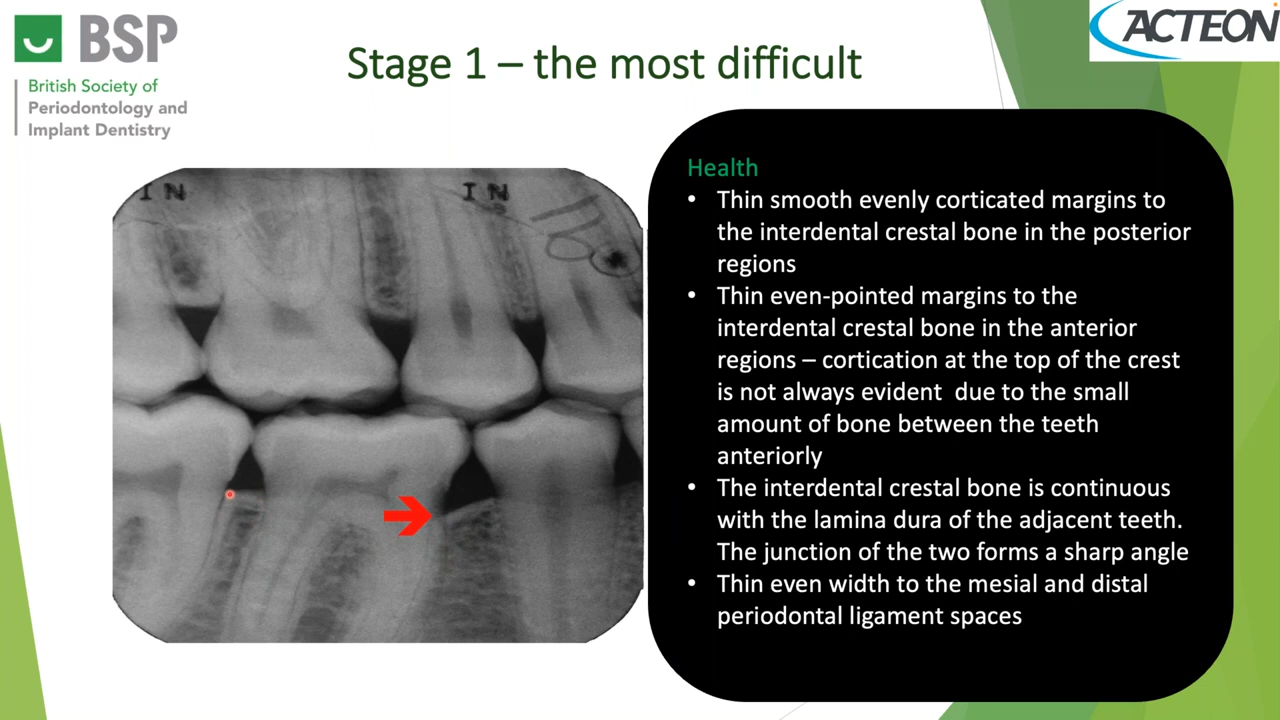 BSP
British Society of
Periodontology and
Implant Dentistry
ACTEON
Stage 1 – the most difficult
I N
I N
Health
• Thin smooth evenly corticated margins to
the interdental crestal bone in the posterior
regions
• Thin even-pointed margins to the
interdental crestal bone in the anterior
regions – cortication at the top of the crest
is not always evident  due to the small
amount of bone between the teeth
anteriorly
• The interdental crestal bone is continuous
with the lamina dura of the adjacent teeth.
The junction of the two forms a sharp angle
• Thin even width to the mesial and distal
periodontal ligament spaces